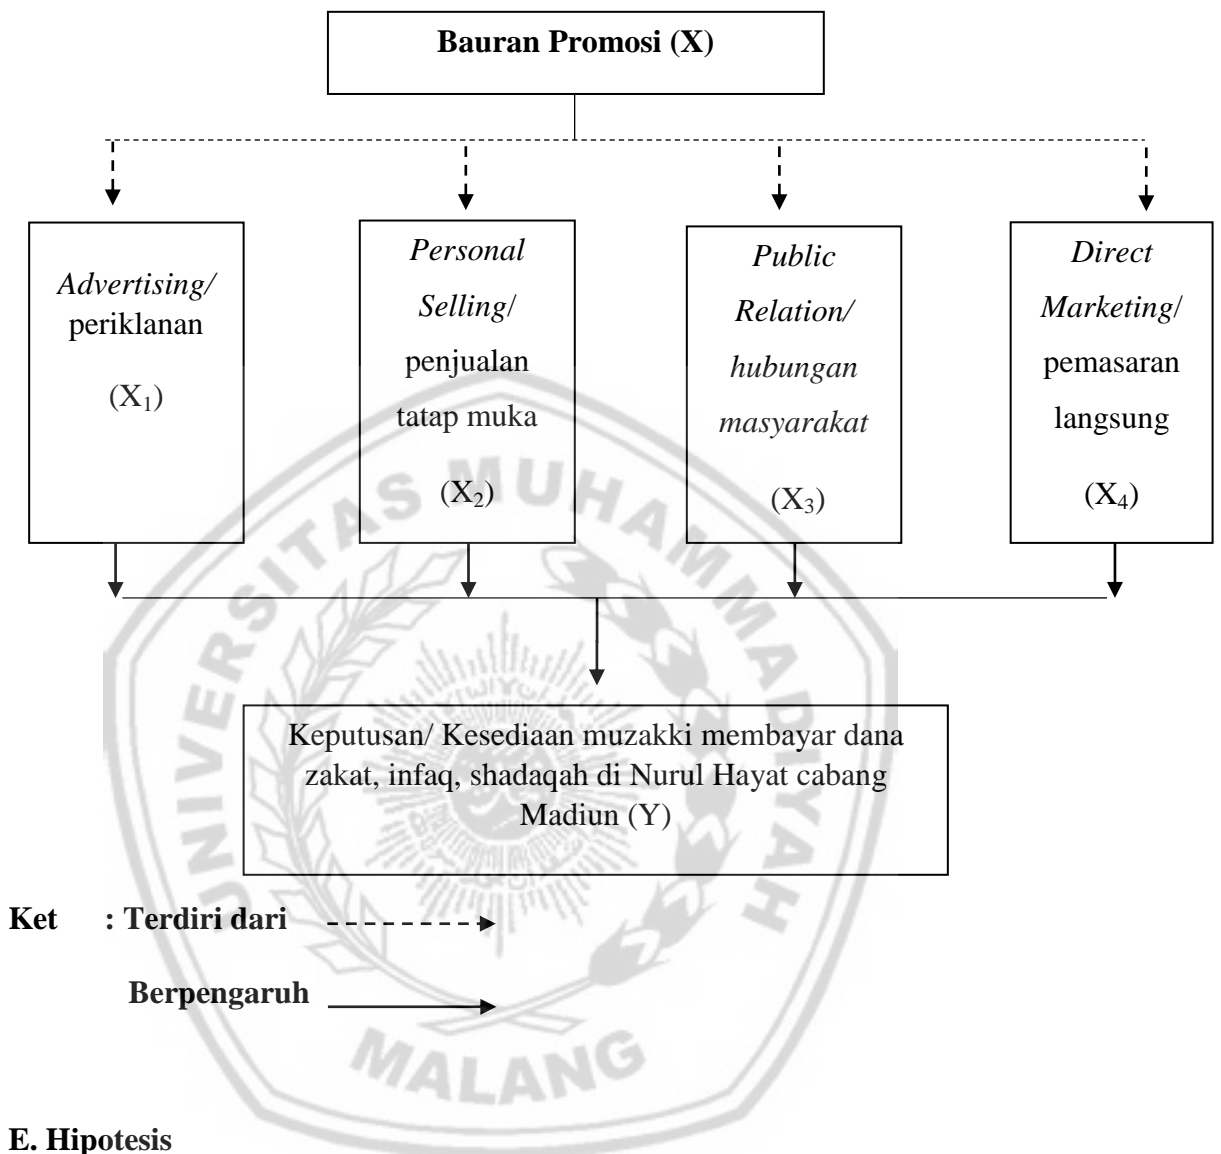 Bauran Promosi (X)
Advertising/
periklanan
(X₁)
Personal
Selling/
penjualan
tatap muka
(X₂)
Public
Relation/
hubungan
masyarakat
(X₃)
Direct
Marketing/
pemasaran
langsung
(X₄)
UNIVERSITAS MUHAMMADIYAH
Keputusan/ Kesediaan muzakki membayar dana
zakat, infaq, shadaqah di Nurul Hayat cabang
Madiun (Y)
Ket : Terdiri dari
Berpengaruh
MALANG
E. Hipotesis